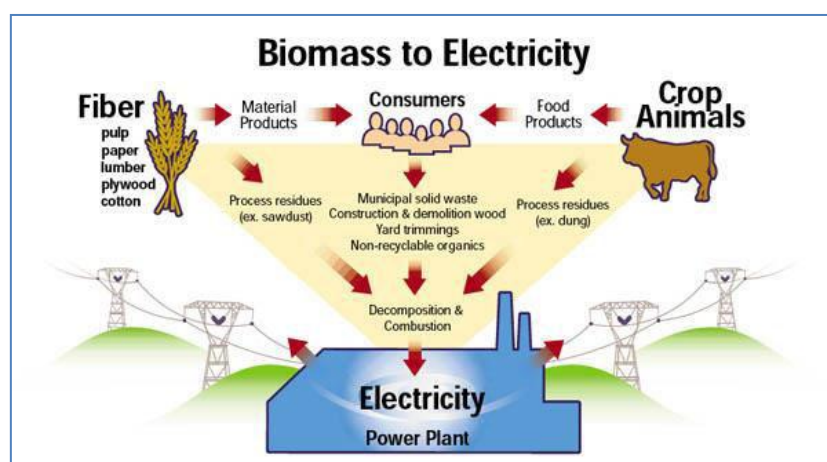 Biomass to Electricity
Fiber
pulp
paper
lumber
plywood
cotton
Material
Products
Consumers
Food
Products
Crop
Animals
Process residues
(ex. sawdust)
Municipal solid waste
Construction & demolition wood
Yard trimmings
Non-recyclable organics
Process residues
(ex. dung)
Decomposition &
Combustion
Electricity
Power Plant